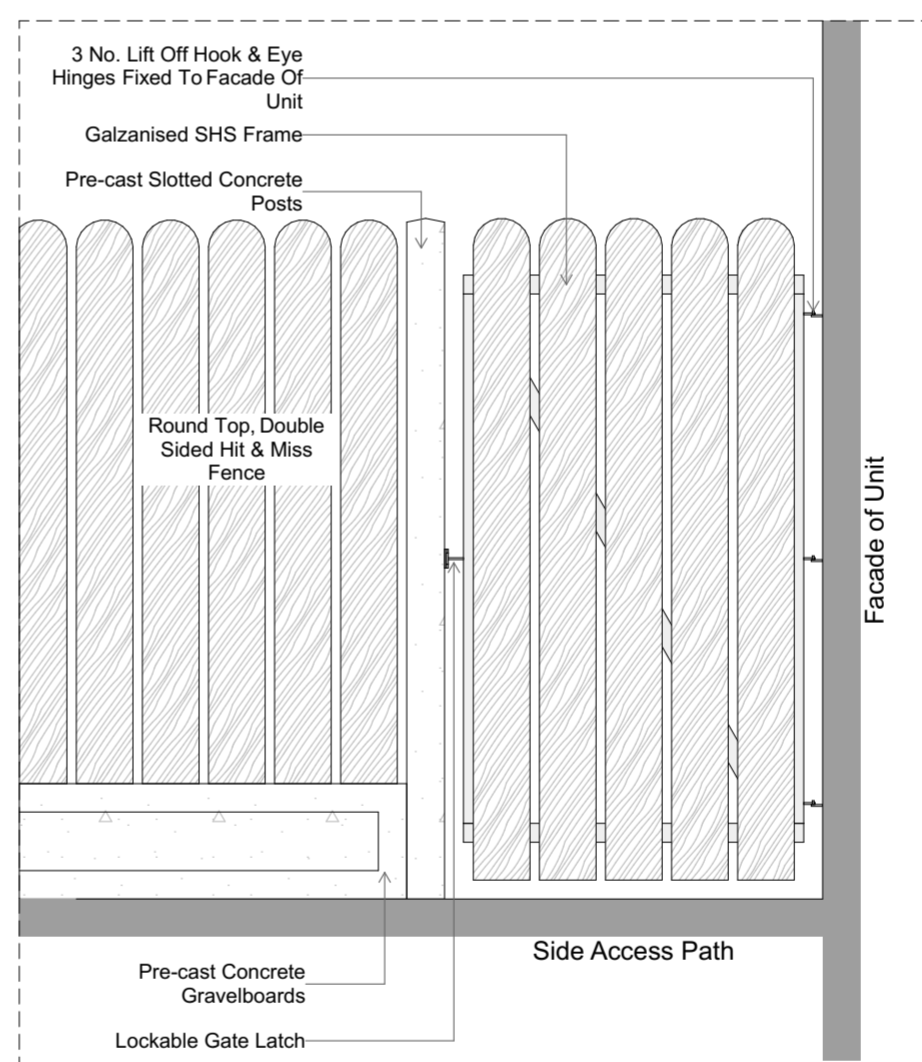 3 No. Lift Off Hook & Eye
Hinges Fixed To Facade Of
Unit
Galzanised SHS Frame
Pre-cast Slotted Concrete
Posts
Round Top, Double
Sided Hit & Miss
Fence
Facade of Unit
Side Access Path
Pre-cast Concrete
Gravelboards
Lockable Gate Latch